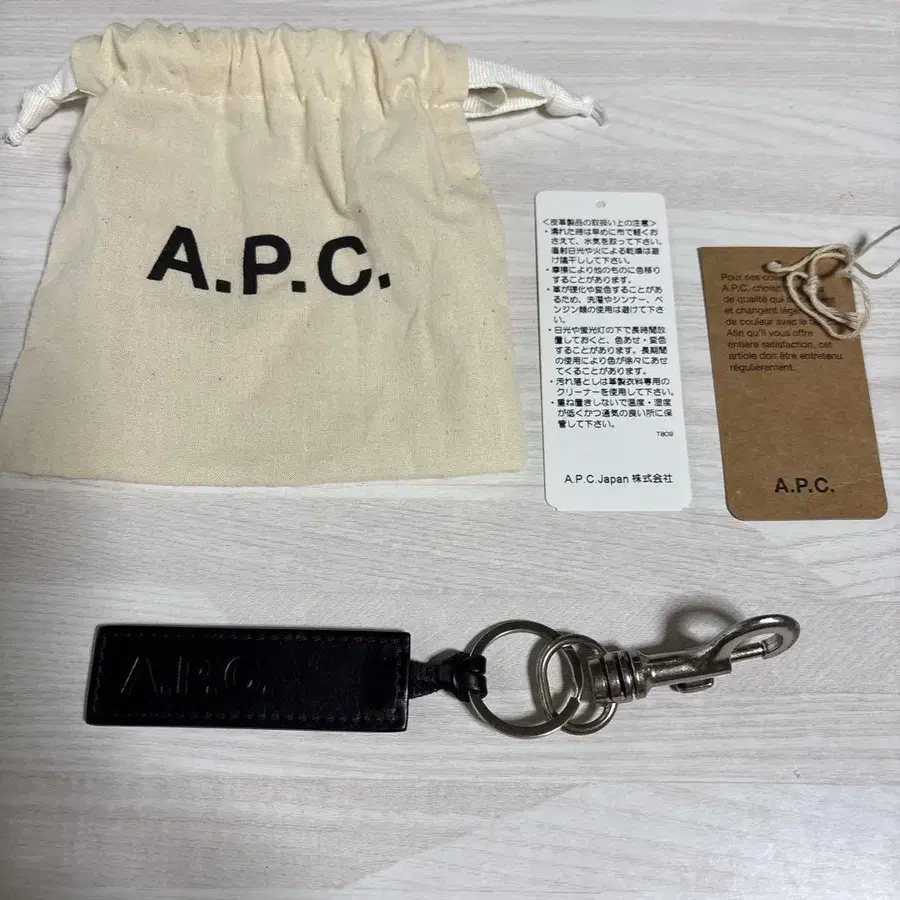 A.P.C.
<皮革製品の取扱い上の注意>
・濡れた時は早めに布で軽くお
さえて、水気を取って下さい。
直射日光や火による乾燥は避
け陰干しして下さい。
・摩擦により他のものに色移り
することがあります。
・革が硬化や変色することがあ
るため、洗濯やシンナー、ベ
ンジン類の使用は避けて下さ
い。
・日光や蛍光灯の下で長時間放
置しておくと、色あせ・変色
することがあります。長期間
の使用により色が徐々にあせ
てくることがあります。
・汚れ落としは革製衣料専用の
クリーナーを使用して下さい。
・重ね置きしないで温度・湿度
が低くかつ通気の良い所に保
管して下さい。
T809
A.P.C.Japan 株式会社
Pour ses
A.P.C. choisit
de qualité qui
et changent
de couleur avec le
Afin qu'il vous offre
entière satisfaction, cet
article doit être entretenu
régulièrement.
A.P.C.
A.P.C.